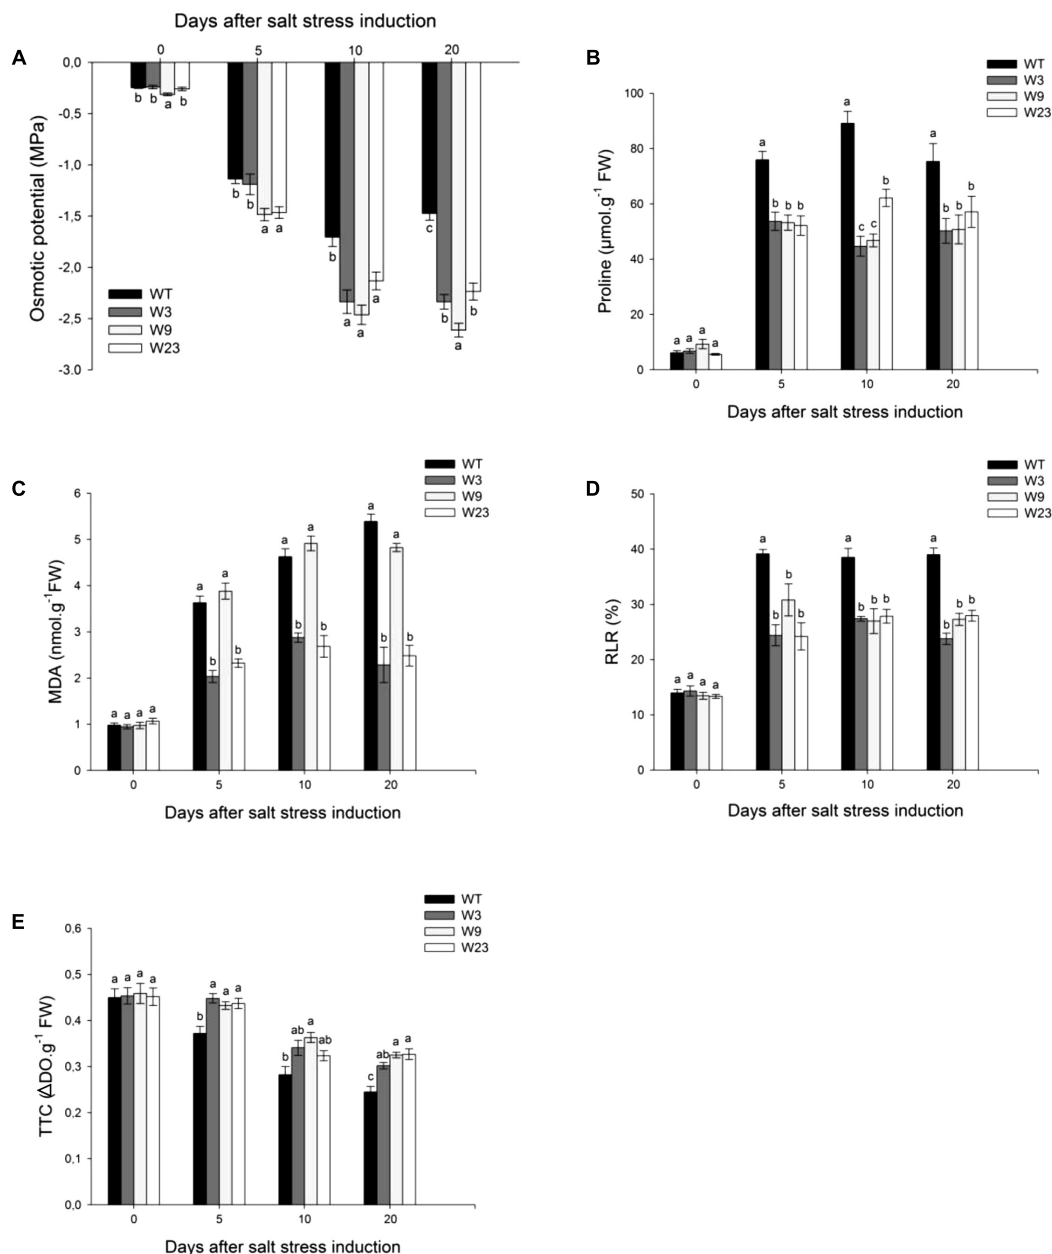 A
Days after salt stress induction
0 5 10 20
Osmotic potential (MPa)
0,0
-0,5
-1,0
-1,5
-2,0
-2,5
-3.0
b b a b
b b a a
b a a a
c b a b
WT
W3
W9
W23
B
WT
W3
W9
W23
Proline (µmol.g⁻¹ FW)
100
80
60
40
20
0
a a a a
a b b b
a c c b
a b b b
0 5 10 20
Days after salt stress induction
C
WT
W3
W9
W23
MDA (nmol.g⁻¹FW)
6
5
4
3
2
1
0
a a a a
a b a b
a b a b
a b a b
0 5 10 20
Days after salt stress induction
D
WT
W3
W9
W23
RLR (%)
50
40
30
20
10
0
a a a a
a b b b
a b b b
a b b b
0 5 10 20
Days after salt stress induction
E
WT
W3
W9
W23
TTC (ΔDO.g⁻¹ FW)
0,6
0,5
0,4
0,3
0,2
0,1
0,0
a a a a
b a a a
b ab a ab
c ab a a
0 5 10 20
Days after salt stress induction